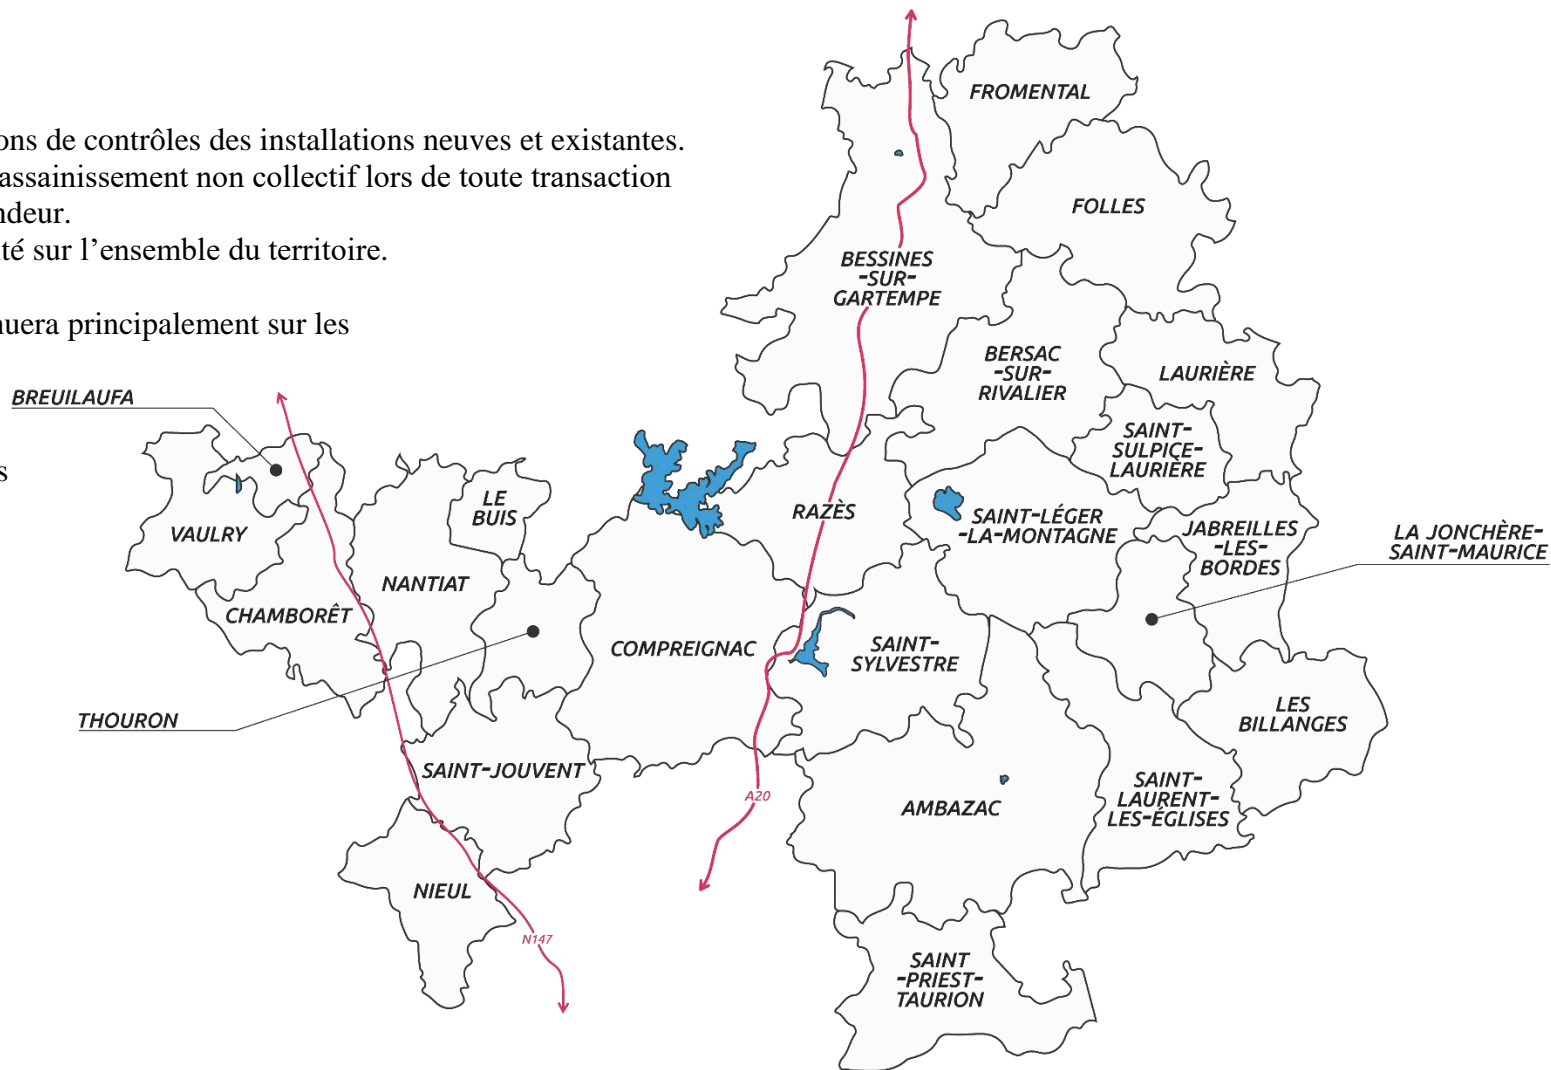 ons de contrôles des installations neuves et existantes.
assainissement non collectif lors de toute transaction
ndeur.
té sur l’ensemble du territoire.
nuera principalement sur les
s
FROMENTAL
FOLLES
BESSINES
-SUR-
GARTEMPE
BERSAC
-SUR-
RIVALIER
LAURIÈRE
BREUILAUFA
SAINT-
SULPICE-
LAURIÈRE
LE
BUIS
VAULRY
RAZÈS
SAINT-LÉGER
-LA-MONTAGNE
JABREILLES
-LES-
BORDES
LA JONCHÈRE-
SAINT-MAURICE
NANTIAT
CHAMBORÊT
COMPREIGNAC
SAINT-
SYLVESTRE
THOURON
LES
BILLANGES
SAINT-JOUVENT
A20
AMBAZAC
SAINT-
LAURENT-
LES-ÉGLISES
NIEUL
N147
SAINT
-PRIEST-
TAURION